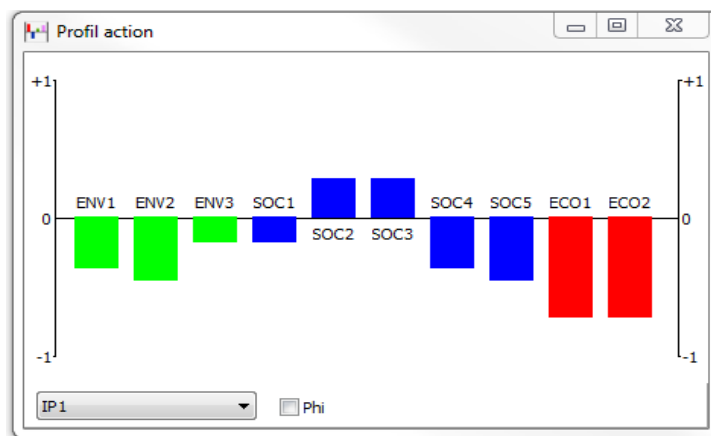 Profil action
+1 +1
ENV1 ENV2 ENV3 SOC1 SOC4 SOC5 ECO1 ECO2
0 0
SOC2 SOC3
-1 -1
IP1 Phi